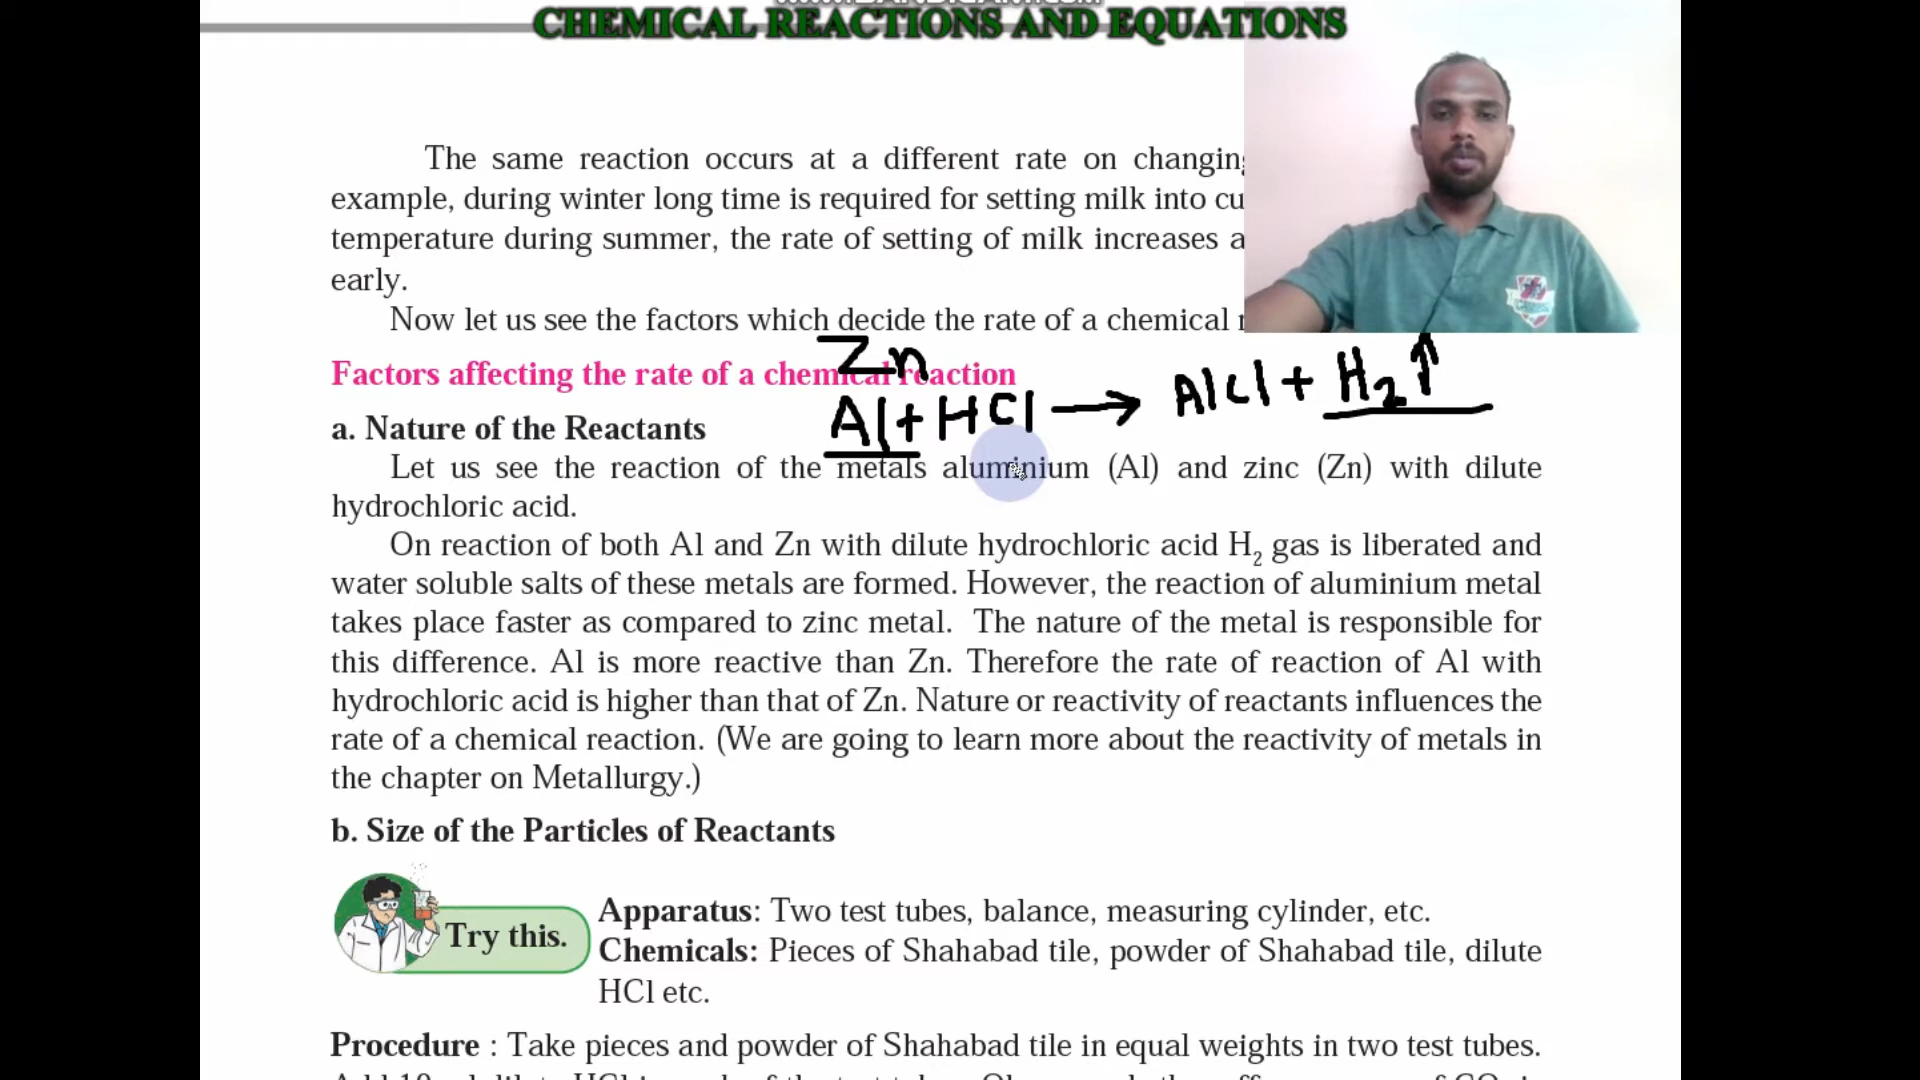 CHEMICAL REACTIONS AND EQUATIONS
The same reaction occurs at a different rate on changing
example, during winter long time is required for setting milk into cu
temperature during summer, the rate of setting of milk increases a
early.
Now let us see the factors which decide the rate of a chemical r
Zn
Factors affecting the rate of a chemical reaction
Al + HCl → AlCl + H2↑
a. Nature of the Reactants
Let us see the reaction of the metals aluminium (Al) and zinc (Zn) with dilute
hydrochloric acid.
On reaction of both Al and Zn with dilute hydrochloric acid H2 gas is liberated and
water soluble salts of these metals are formed. However, the reaction of aluminium metal
takes place faster as compared to zinc metal. The nature of the metal is responsible for
this difference. Al is more reactive than Zn. Therefore the rate of reaction of Al with
hydrochloric acid is higher than that of Zn. Nature or reactivity of reactants influences the
rate of a chemical reaction. (We are going to learn more about the reactivity of metals in
the chapter on Metallurgy.)
b. Size of the Particles of Reactants
Try this.
Apparatus: Two test tubes, balance, measuring cylinder, etc.
Chemicals: Pieces of Shahabad tile, powder of Shahabad tile, dilute
HCl etc.
Procedure : Take pieces and powder of Shahabad tile in equal weights in two test tubes.